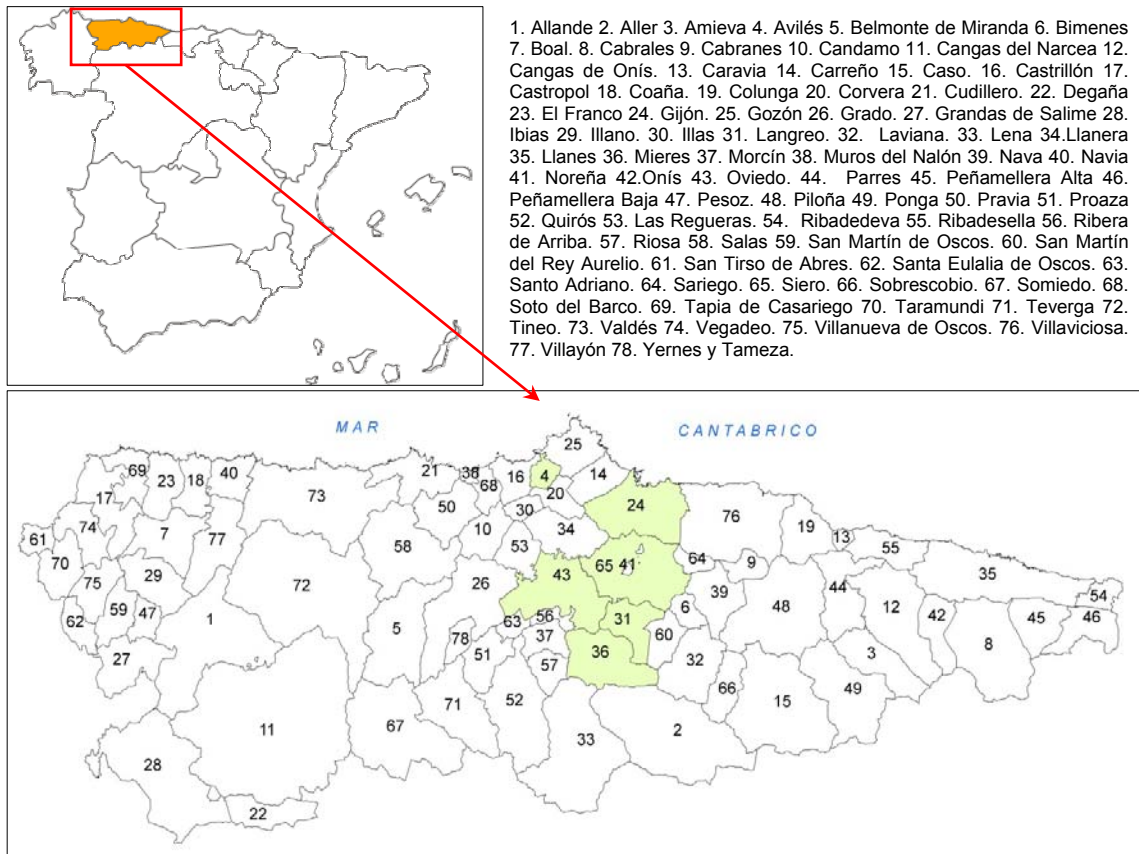 1. Allande 2. Aller 3. Amieva 4. Avilés 5. Belmonte de Miranda 6. Bimenes
7. Boal. 8. Cabrales 9. Cabranes 10. Candamo 11. Cangas del Narcea 12.
Cangas de Onís. 13. Caravia 14. Carreño 15. Caso. 16. Castrillón 17.
Castropol 18. Coaña. 19. Colunga 20. Corvera 21. Cudillero. 22. Degaña
23. El Franco 24. Gijón. 25. Gozón 26. Grado. 27. Grandas de Salime 28.
Ibias 29. Illano. 30. Illas 31. Langreo. 32. Laviana. 33. Lena 34.Llanera
35. Llanes 36. Mieres 37. Morcín 38. Muros del Nalón 39. Nava 40. Navia
41. Noreña 42.Onís 43. Oviedo. 44. Parres 45. Peñamellera Alta 46.
Peñamellera Baja 47. Pesoz. 48. Piloña 49. Ponga 50. Pravia 51. Proaza
52. Quirós 53. Las Regueras. 54. Ribadedeva 55. Ribadesella 56. Ribera
de Arriba. 57. Riosa 58. Salas 59. San Martín de Oscos. 60. San Martín
del Rey Aurelio. 61. San Tirso de Abres. 62. Santa Eulalia de Oscos. 63.
Santo Adriano. 64. Sariego. 65. Siero. 66. Sobrescobio. 67. Somiedo. 68.
Soto del Barco. 69. Tapia de Casariego 70. Taramundi 71. Teverga 72.
Tineo. 73. Valdés 74. Vegadeo. 75. Villanueva de Oscos. 76. Villaviciosa.
77. Villayón 78. Yernes y Tameza.
MAR CANTABRICO
25
69 23 18 40 21 38 68 16 4 14
17 73 50 30 20 24 76 19 13
74 7 77 10 34 55
61 58 53 64 9 35
70 29 72 43 65 41
75 26 39 48 44 12 42 45 54
62 59 47 1 5 63 56 31 6 46
78 37 60 8
27 51 57 36 32 3
71 52 66 15 49
11 67 33 2
28
22